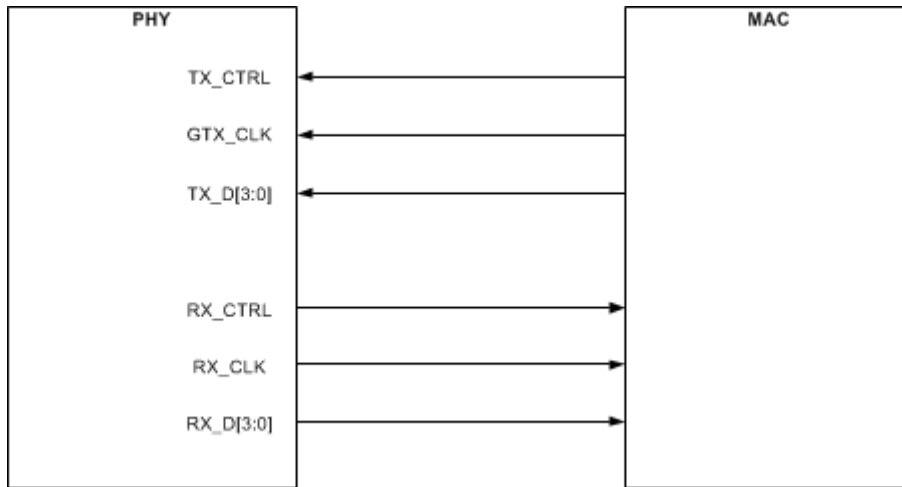 PHY
MAC
TX_CTRL
GTX_CLK
TX_D[3:0]
RX_CTRL
RX_CLK
RX_D[3:0]